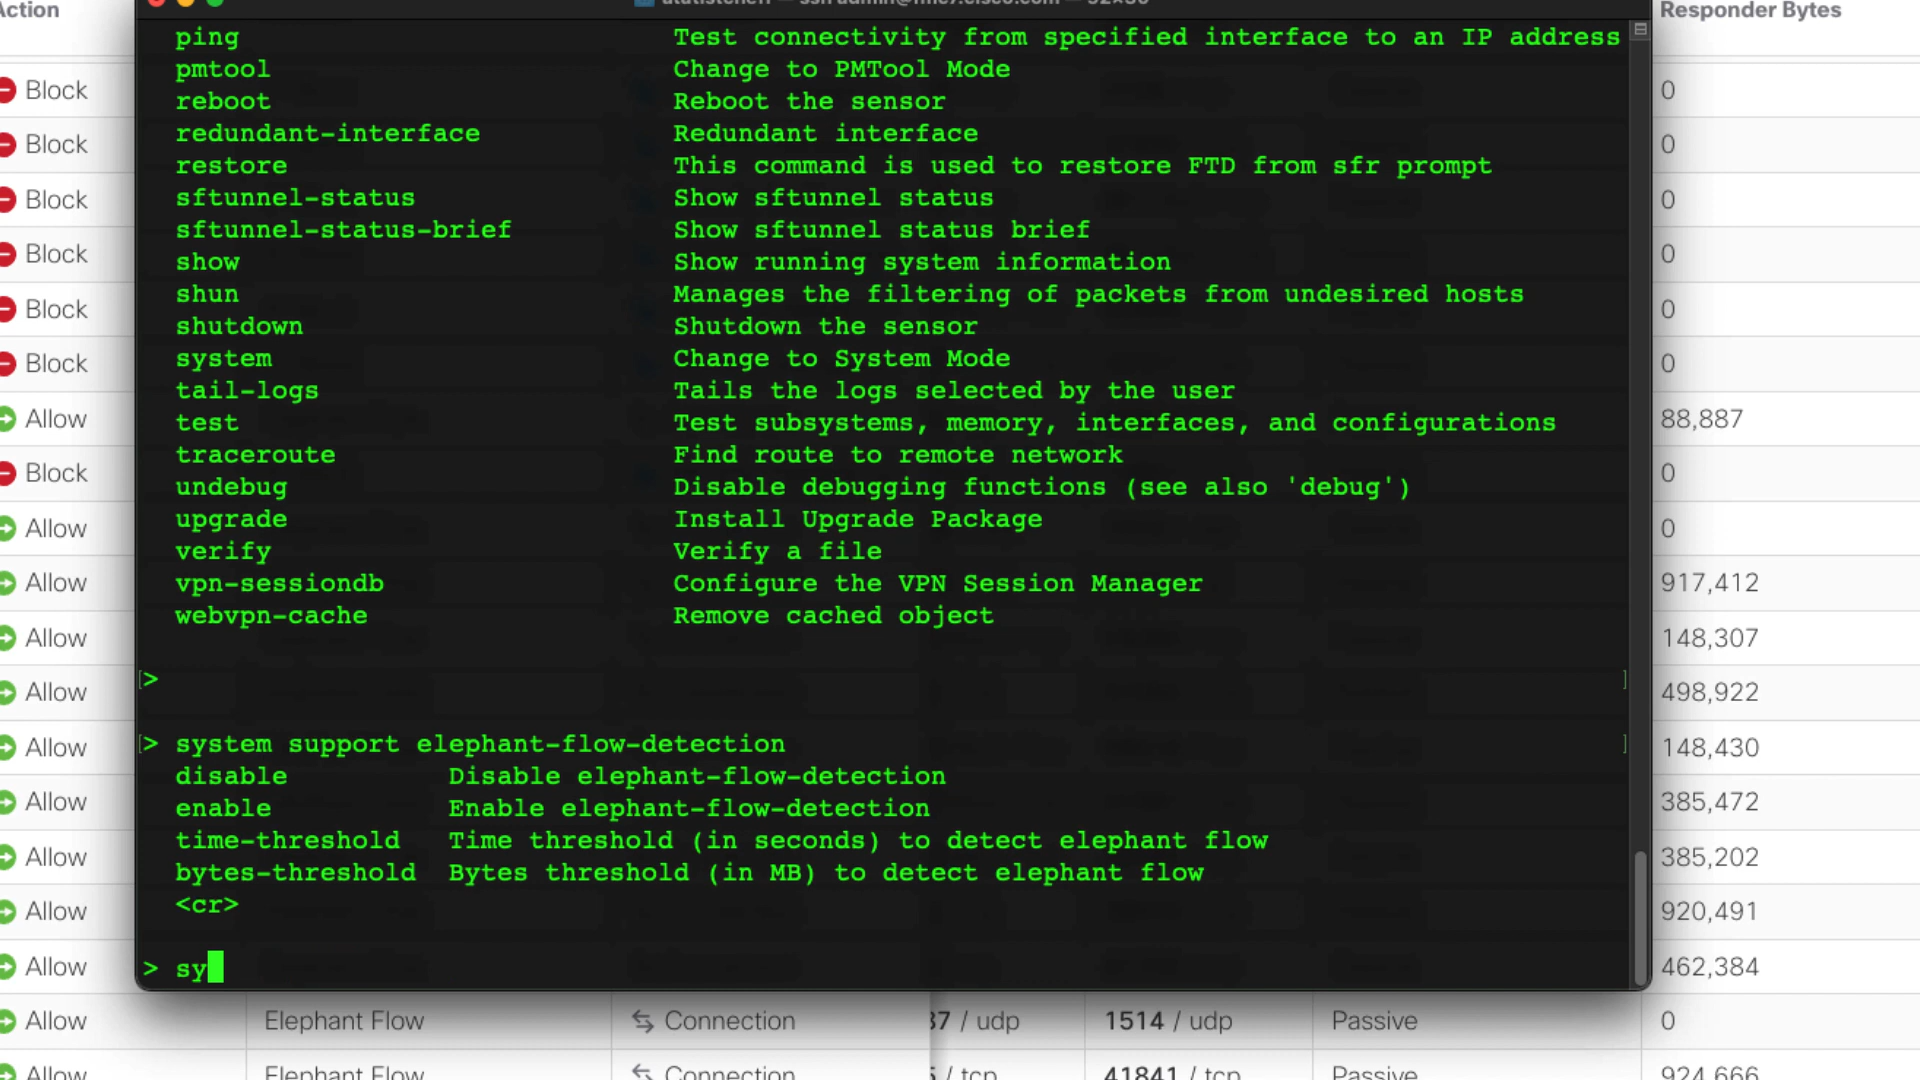 Action
Responder Bytes
ping Test connectivity from specified interface to an IP address
pmtool Change to PMTool Mode
Block 0
reboot Reboot the sensor
redundant-interface Redundant interface
Block 0
restore This command is used to restore FTD from sfr prompt
sftunnel-status Show sftunnel status
Block 0
sftunnel-status-brief Show sftunnel status brief
Block 0
show Show running system information
shun Manages the filtering of packets from undesired hosts
Block 0
shutdown Shutdown the sensor
system Change to System Mode
Block 0
tail-logs Tails the logs selected by the user
test Test subsystems, memory, interfaces, and configurations
Allow 88,887
traceroute Find route to remote network
Block 0
undebug Disable debugging functions (see also 'debug')
upgrade Install Upgrade Package
Allow 0
verify Verify a file
vpn-sessiondb Configure the VPN Session Manager
Allow 917,412
webvpn-cache Remove cached object
Allow 148,307
[> ]
Allow 498,922
[> system support elephant-flow-detection ]
Allow 148,430
disable Disable elephant-flow-detection
enable Enable elephant-flow-detection
Allow 385,472
time-threshold Time threshold (in seconds) to detect elephant flow
Allow 385,202
bytes-threshold Bytes threshold (in MB) to detect elephant flow
<cr>
Allow 920,491
> sy
Allow 462,384
Allow Elephant Flow Connection 37 / udp 1514 / udp Passive 0
Allow Elephant Flow Connection 5 / tcp 41841 / tcp Passive 924,666